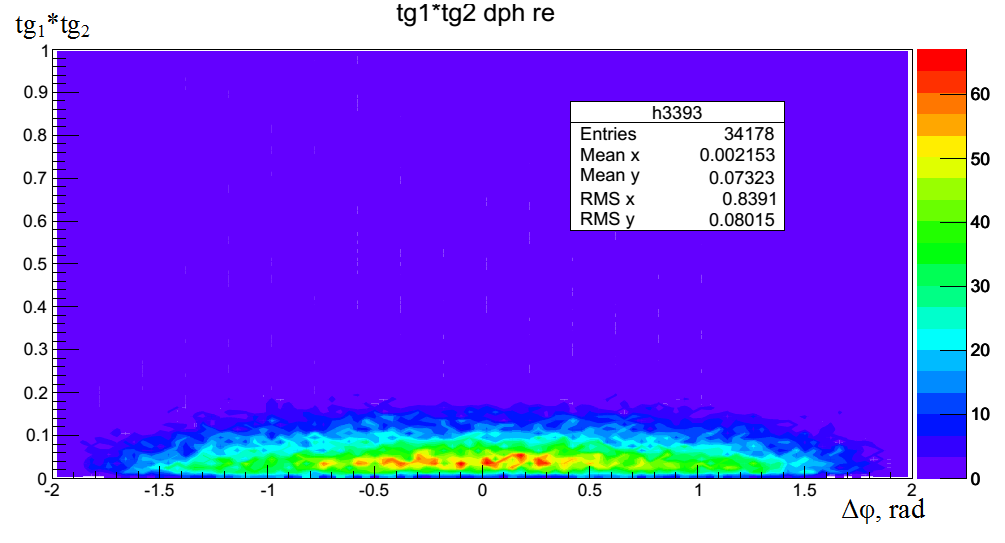 tg1*tg2 dph re
tg₁*tg₂
h3393
Entries 34178
Mean x 0.002153
Mean y 0.07323
RMS x 0.8391
RMS y 0.08015
1
0.9
0.8
0.7
0.6
0.5
0.4
0.3
0.2
0.1
0
-2 -1.5 -1 -0.5 0 0.5 1 1.5 2
Δφ, rad
60
50
40
30
20
10
0